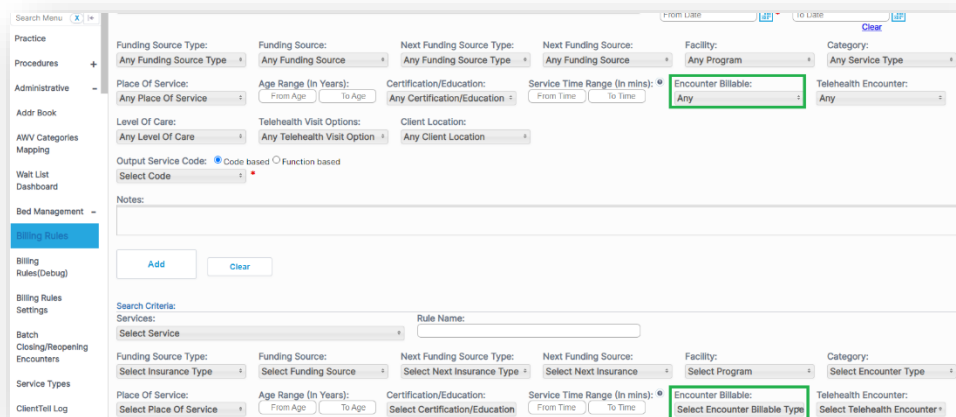 Search Menu X
From Date - To Date
Clear
Practice
Procedures +
Administrative -
Addr Book
AWV Categories
Mapping
Wait List
Dashboard
Bed Management -
Billing Rules
Billing
Rules(Debug)
Billing Rules
Settings
Batch
Closing/Reopening
Encounters
Service Types
ClientTell Log
Funding Source Type: Funding Source: Next Funding Source Type: Next Funding Source: Facility: Category:
Any Funding Source Type Any Funding Source Any Funding Source Type Any Funding Source Any Program Any Service Type
Place Of Service: Age Range (In Years): Certification/Education: Service Time Range (In mins): Encounter Billable: Telehealth Encounter:
Any Place Of Service From Age To Age Any Certification/Education From Time To Time Any Any
Level Of Care: Telehealth Visit Options: Client Location:
Any Level Of Care Any Telehealth Visit Option Any Client Location
Output Service Code: Code based Function based
Select Code *
Notes:
Add Clear
Search Criteria:
Services: Rule Name:
Select Service
Funding Source Type: Funding Source: Next Funding Source Type: Next Funding Source: Facility: Category:
Select Insurance Type Select Funding Source Select Next Insurance Type Select Next Insurance Select Program Select Encounter Type
Place Of Service: Age Range (In Years): Certification/Education: Service Time Range (In mins): Encounter Billable: Telehealth Encounter:
Select Place Of Service From Age To Age Select Certification/Education From Time To Time Select Encounter Billable Type Select Telehealth Encounter